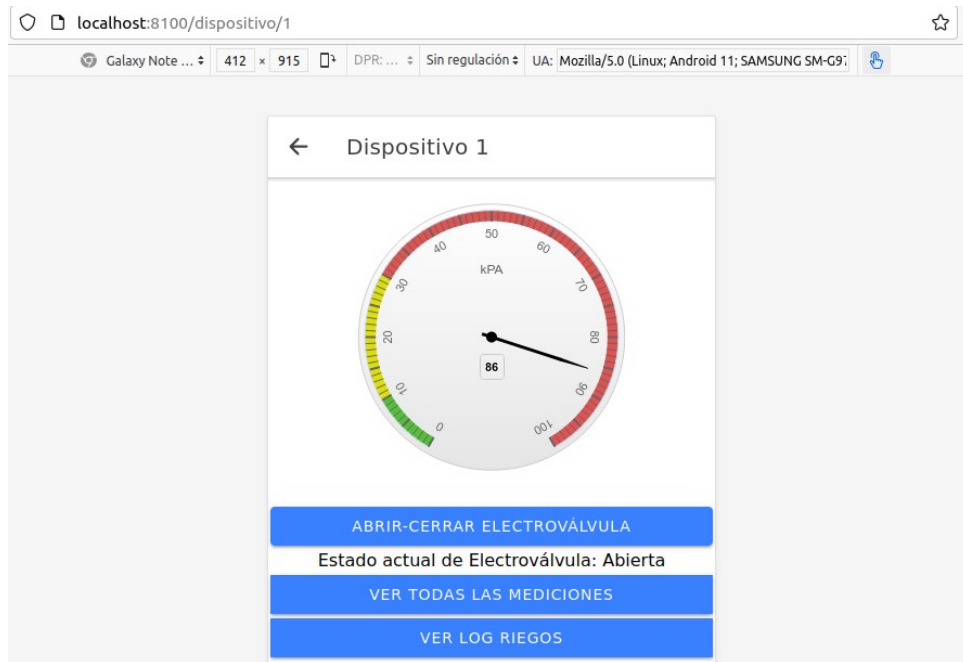 localhost:8100/dispositivo/1
Galaxy Note ... 412 × 915 DPR: ... Sin regulación UA: Mozilla/5.0 (Linux; Android 11; SAMSUNG SM-G97
Dispositivo 1
0
10
20
30
40
50
60
70
80
90
100
kPA
86
ABRIR-CERRAR ELECTROVÁLVULA
Estado actual de Electroválvula: Abierta
VER TODAS LAS MEDICIONES
VER LOG RIEGOS